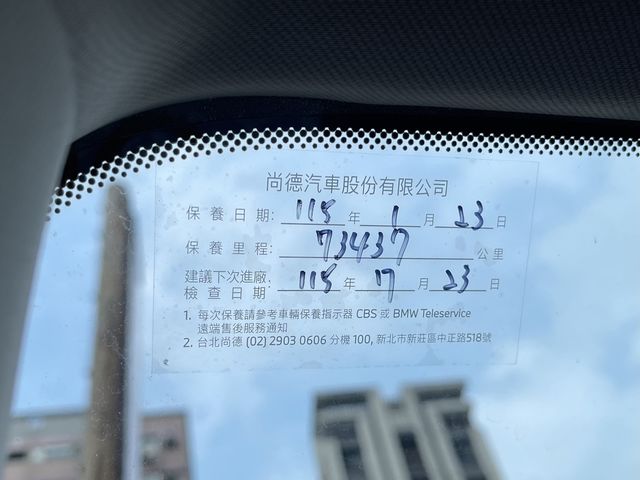 尚德汽車股份有限公司
保養日期: 115 年 1 月 23 日
保養里程: 73437 公里
建議下次進廠.
檢查日期 115 年 17 月 23 日
1. 每次保養請參考車輛保養指示器 CBS 或 BMW Teleservice
遠端售後服務通知
2. 台北尚德 (02) 2903 0606 分機 100, 新北市新莊區中正路518號